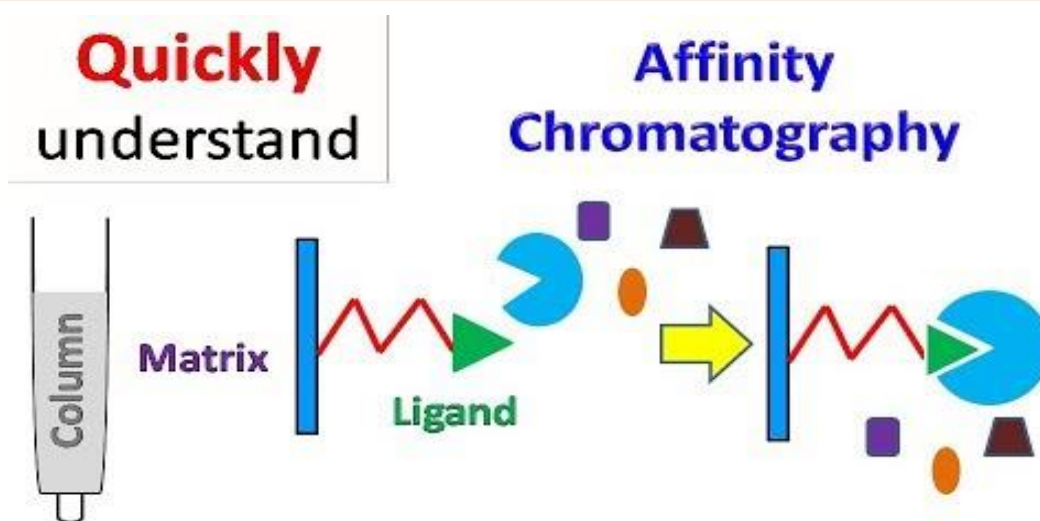 Quickly
understand
Affinity
Chromatography
Column
Matrix
Ligand